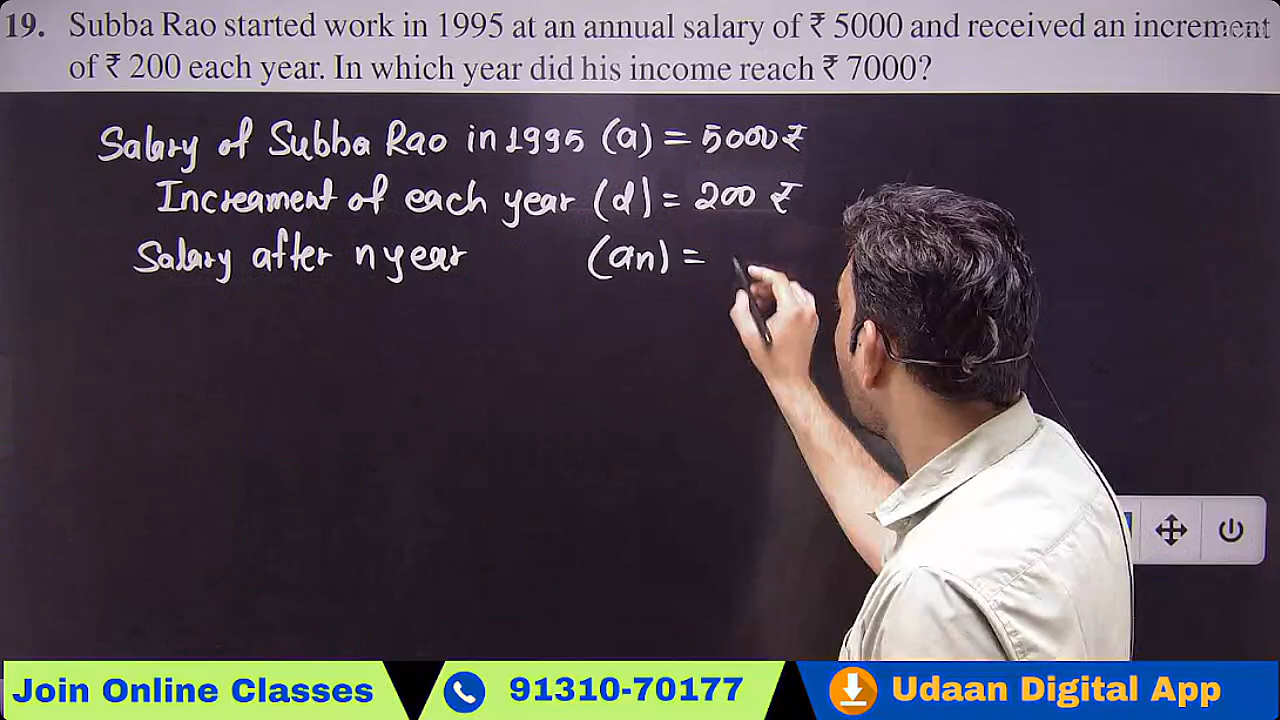 19. Subba Rao started work in 1995 at an annual salary of ₹ 5000 and received an increment
of ₹ 200 each year. In which year did his income reach ₹ 7000?
Salary of Subba Rao in 1995 (a) = 5000 ₹
Increament of each year (d) = 200 ₹
Salary after n year (an) =
Join Online Classes
91310-70177
Udaan Digital App